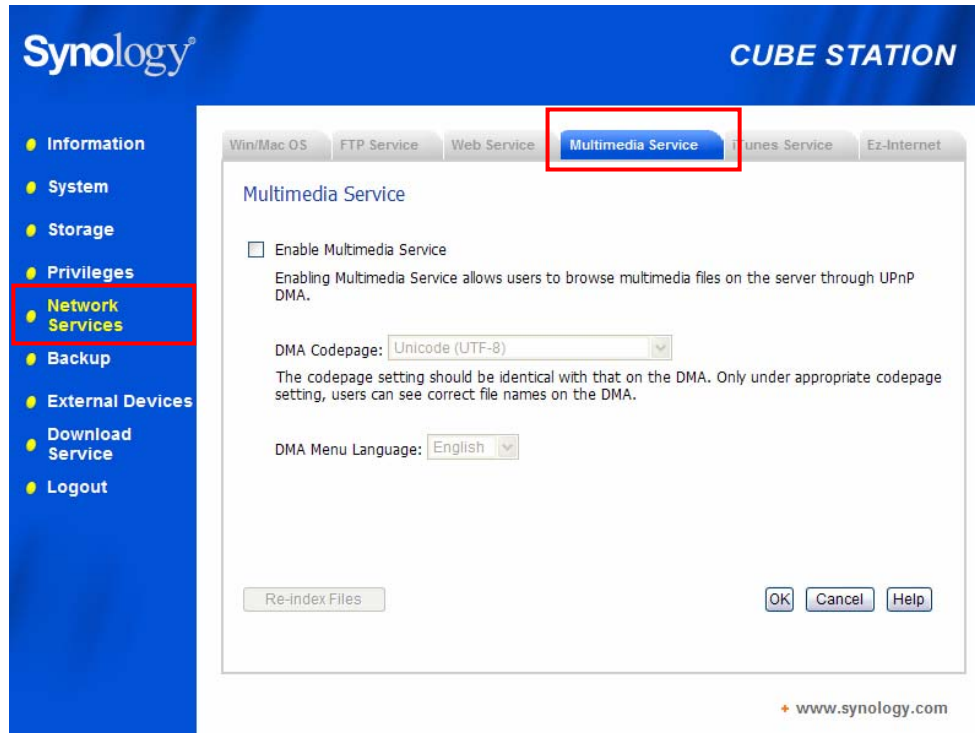 Synology®
CUBE STATION
Information
System
Storage
Privileges
Network
Services
Backup
External Devices
Download
Service
Logout
Win/Mac OS
FTP Service
Web Service
Multimedia Service
iTunes Service
Ez-Internet
Multimedia Service
Enable Multimedia Service
Enabling Multimedia Service allows users to browse multimedia files on the server through UPnP
DMA.
DMA Codepage: Unicode (UTF-8)
The codepage setting should be identical with that on the DMA. Only under appropriate codepage
setting, users can see correct file names on the DMA.
DMA Menu Language: English
Re-index Files
OK
Cancel
Help
+ www.synology.com